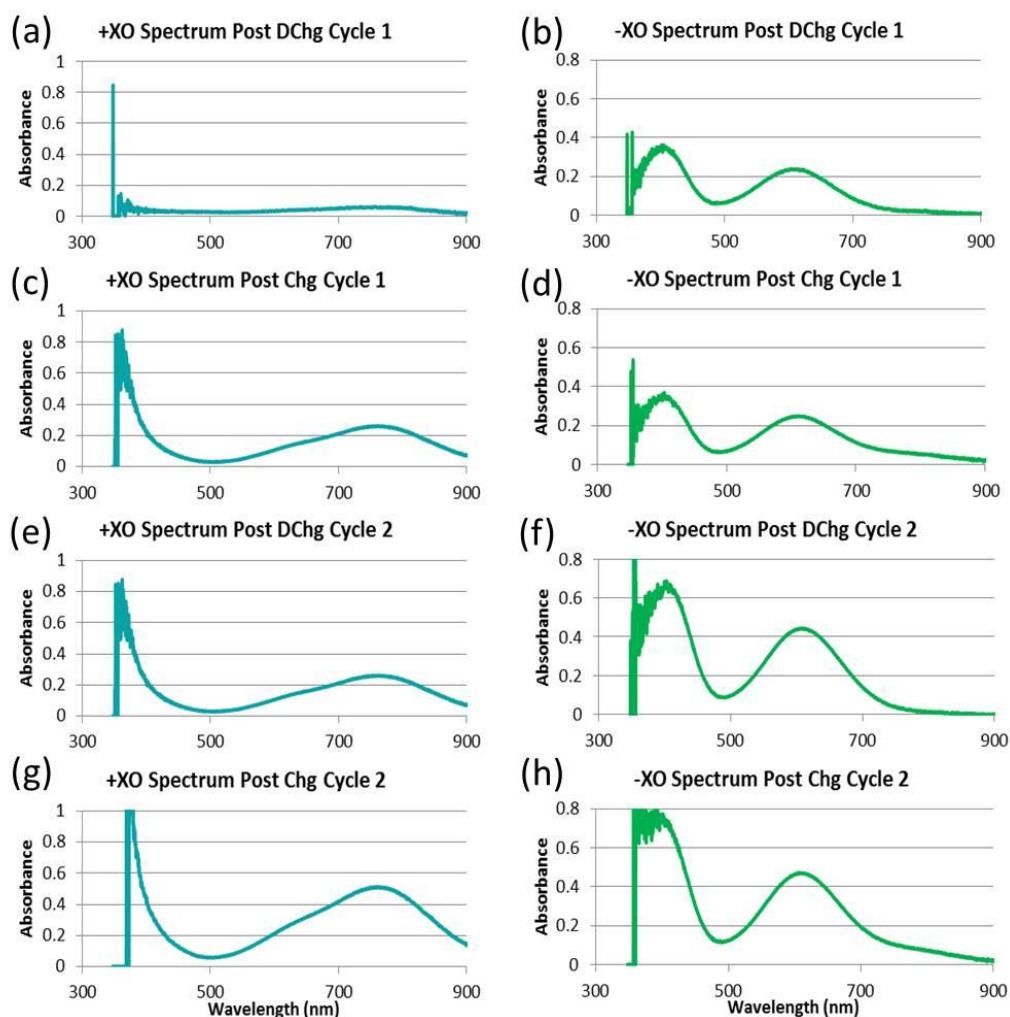 (a) +XO Spectrum Post DChg Cycle 1
Absorbance
1
0.8
0.6
0.4
0.2
0
300 500 700 900
(b) -XO Spectrum Post DChg Cycle 1
Absorbance
0.8
0.6
0.4
0.2
0
300 500 700 900
(c) +XO Spectrum Post Chg Cycle 1
Absorbance
1
0.8
0.6
0.4
0.2
0
300 500 700 900
(d) -XO Spectrum Post Chg Cycle 1
Absorbance
0.8
0.6
0.4
0.2
0
300 500 700 900
(e) +XO Spectrum Post DChg Cycle 2
Absorbance
1
0.8
0.6
0.4
0.2
0
300 500 700 900
(f) -XO Spectrum Post DChg Cycle 2
Absorbance
0.8
0.6
0.4
0.2
0
300 500 700 900
(g) +XO Spectrum Post Chg Cycle 2
Absorbance
1
0.8
0.6
0.4
0.2
0
300 500 700 900
Wavelength (nm)
(h) -XO Spectrum Post Chg Cycle 2
Absorbance
0.8
0.6
0.4
0.2
0
300 500 700 900
Wavelength (nm)